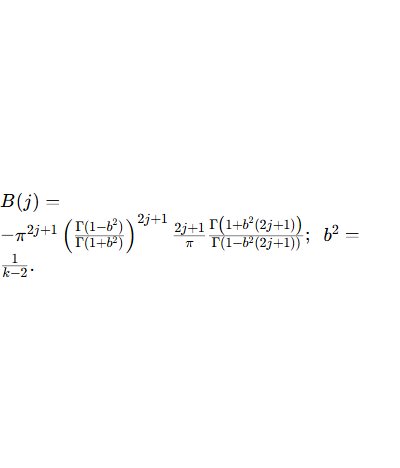 B(j) =
−π^{2j+1} (Γ(1−b²)/Γ(1+b²))^{2j+1} (2j+1)/π Γ(1+b²(2j+1))/Γ(1−b²(2j+1)); b² =
1/(k−2).